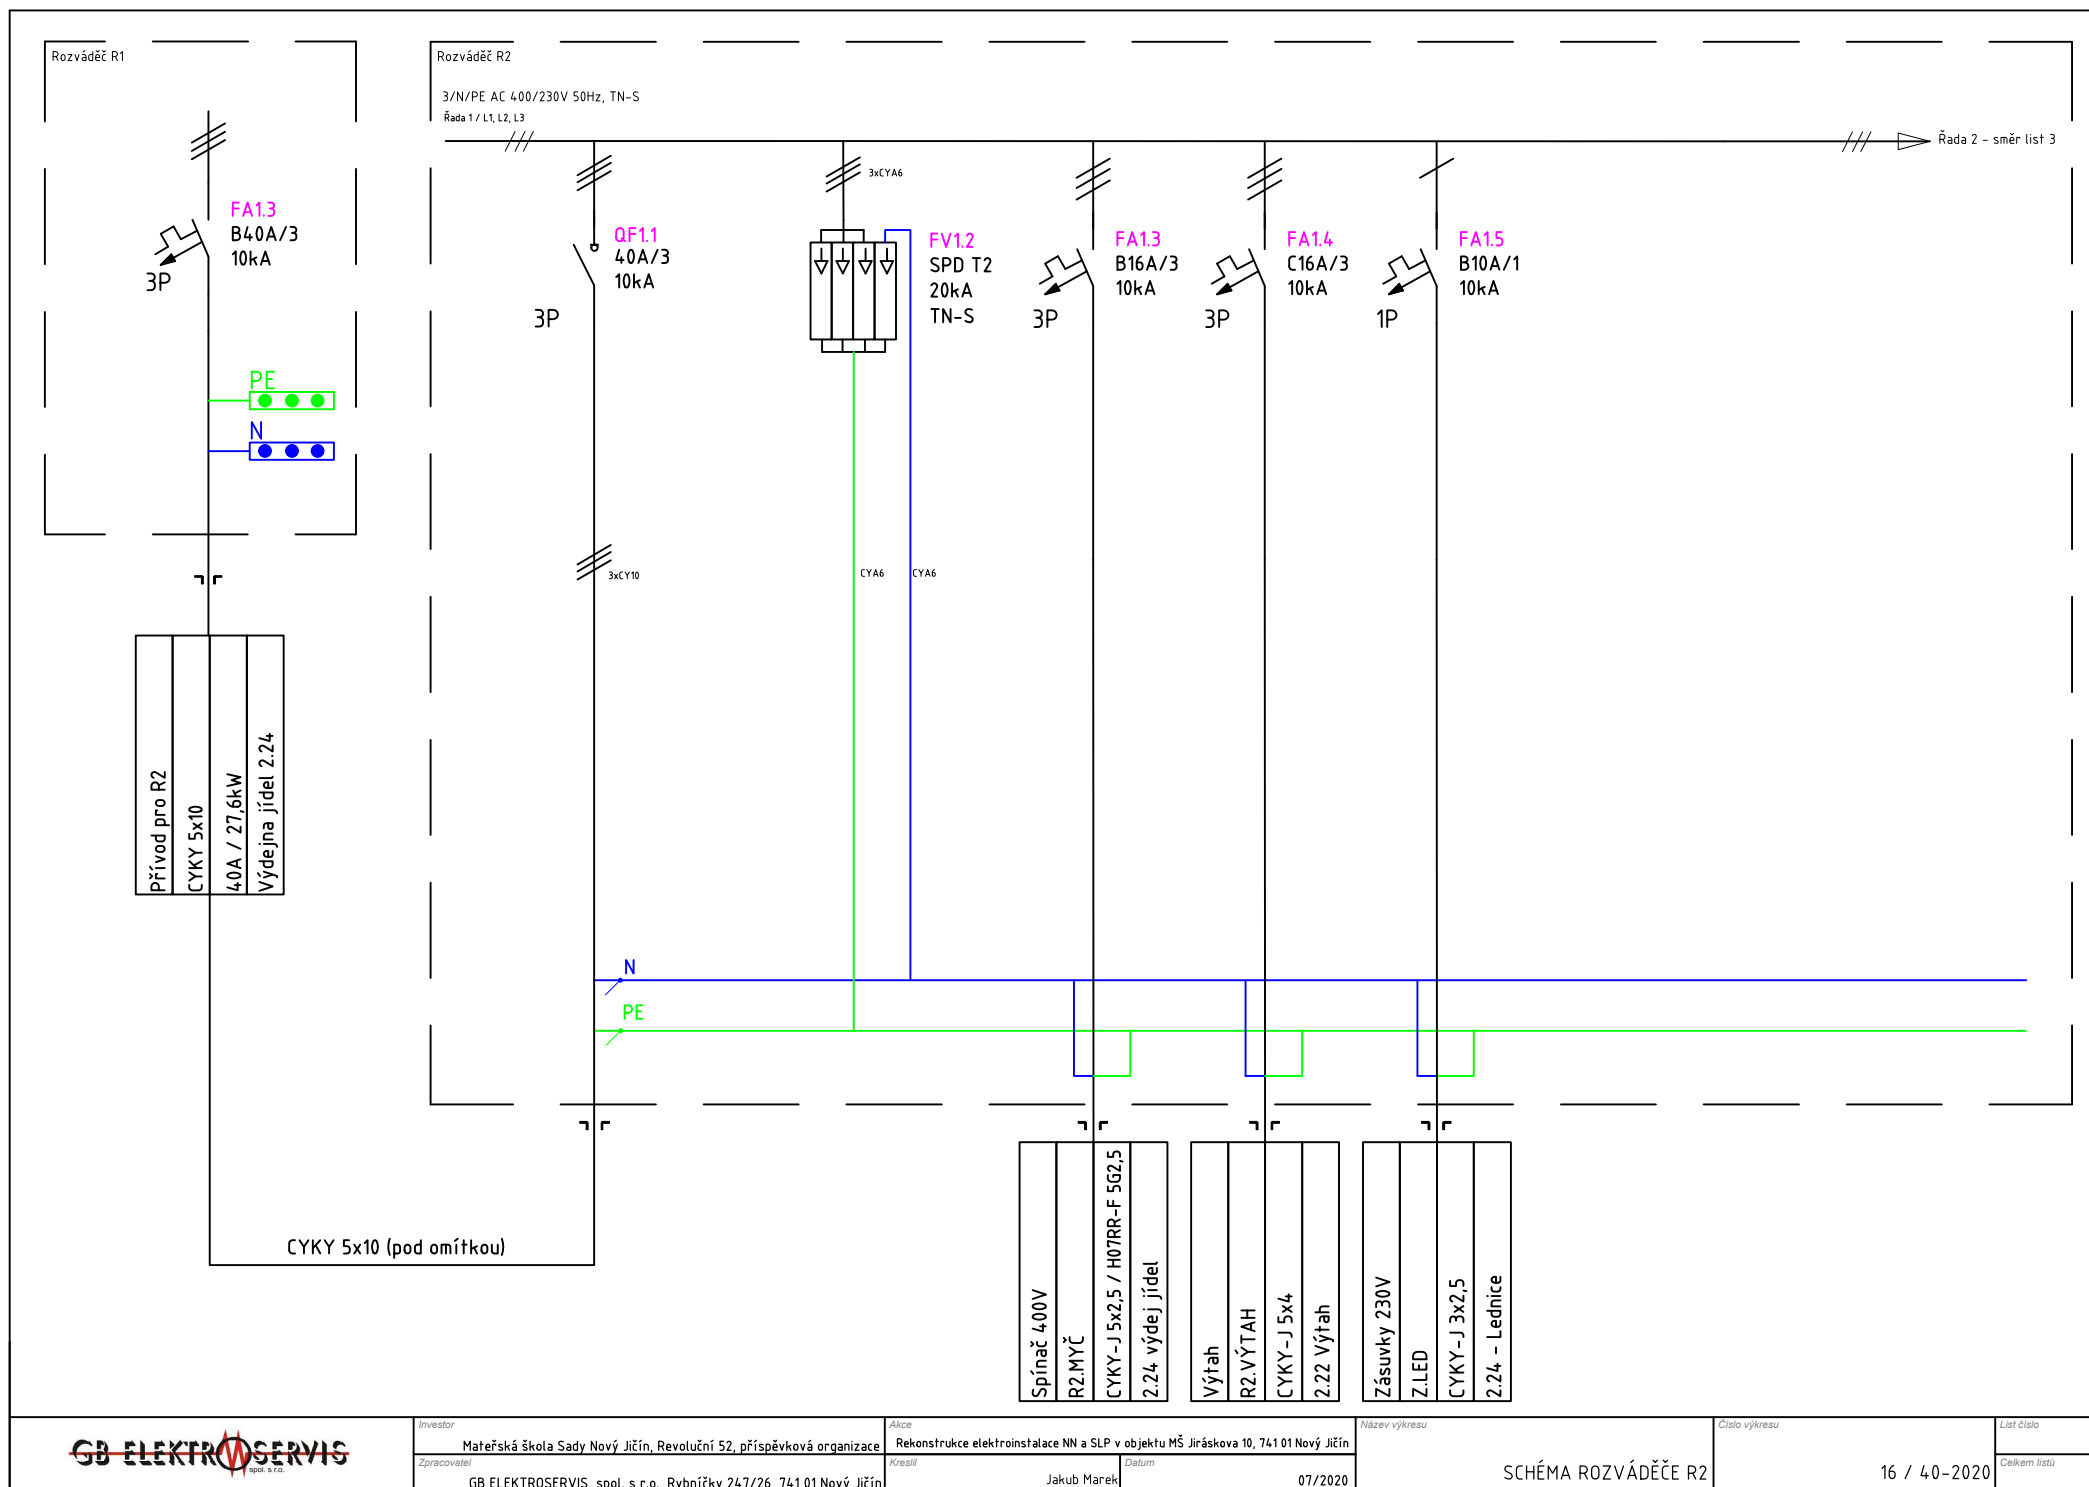 Rozváděč R1
FA1.3
B40A/3
10kA
3P
PE
N
Přívod pro R2
CYKY 5x10
40A / 27,6kW
Výdejna jídel 2.24
CYKY 5x10 (pod omítkou)
Rozváděč R2
3/N/PE AC 400/230V 50Hz, TN-S
Řada 1 / L1, L2, L3
Řada 2 - směr list 3
QF1.1
40A/3
10kA
3P
3xCY10
3xCYA6
FV1.2
SPD T2
20kA
TN-S
CYA6
CYA6
FA1.3
B16A/3
10kA
3P
FA1.4
C16A/3
10kA
3P
FA1.5
B10A/1
10kA
1P
N
PE
Spínač 400V
R2.MYČ
CYKY-J 5x2,5 / H07RR-F 5G2,5
2.24 výdej jídel
Výtah
R2.VÝTAH
CYKY-J 5x4
2.22 Výtah
Zásuvky 230V
Z.LED
CYKY-J 3x2,5
2.24 - Lednice
GB ELEKTROSERVIS
spol. s r.o.
Investor
Mateřská škola Sady Nový Jičín, Revoluční 52, příspěvková organizace
Zpracovatel
GB ELEKTROSERVIS, spol. s r.o., Rybníčky 247/26, 741 01 Nový Jičín
Akce
Rekonstrukce elektroinstalace NN a SLP v objektu MŠ Jiráskova 10, 741 01 Nový Jičín
Kreslil
Jakub Marek
Datum
07/2020
Název výkresu
SCHÉMA ROZVÁDĚČE R2
Číslo výkresu
16 / 40-2020
List číslo
Celkem listů